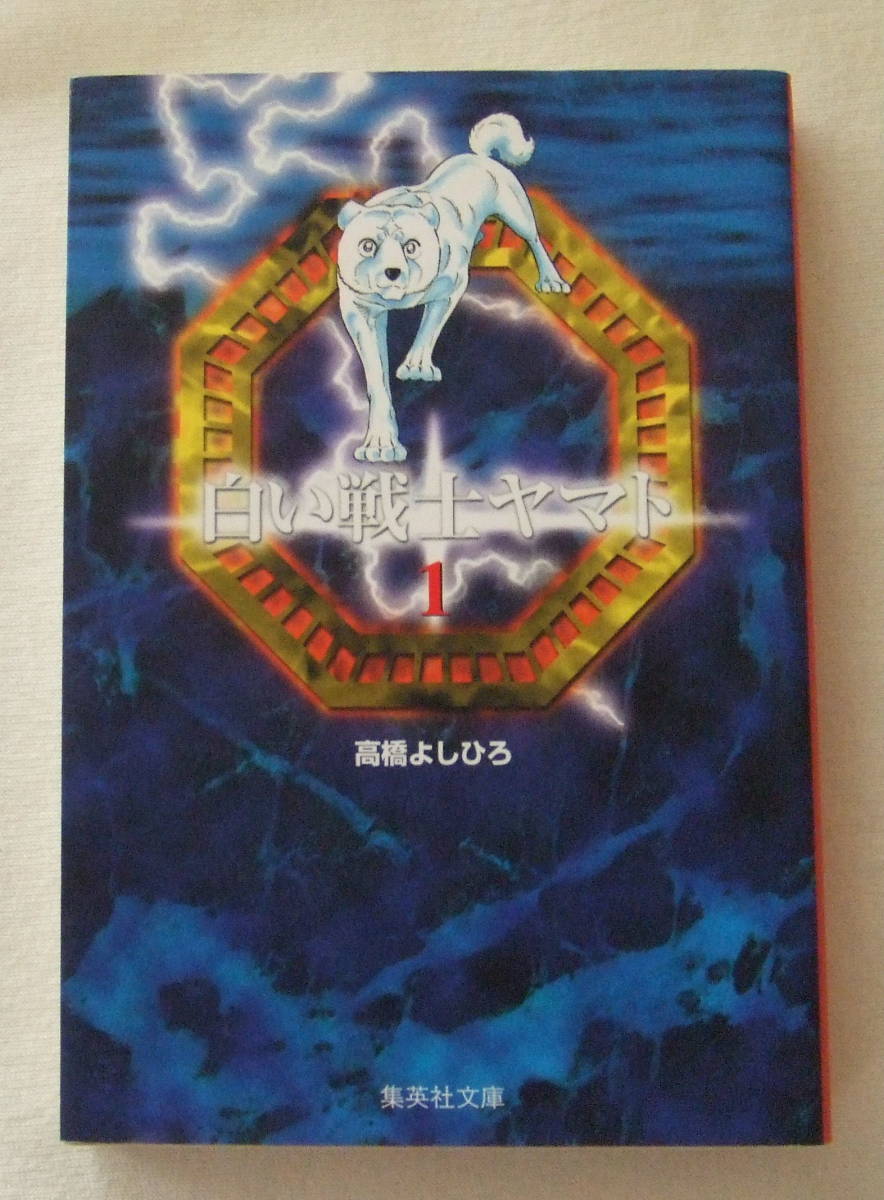 白い戦士ヤマト
1
高橋よしひろ
集英社文庫